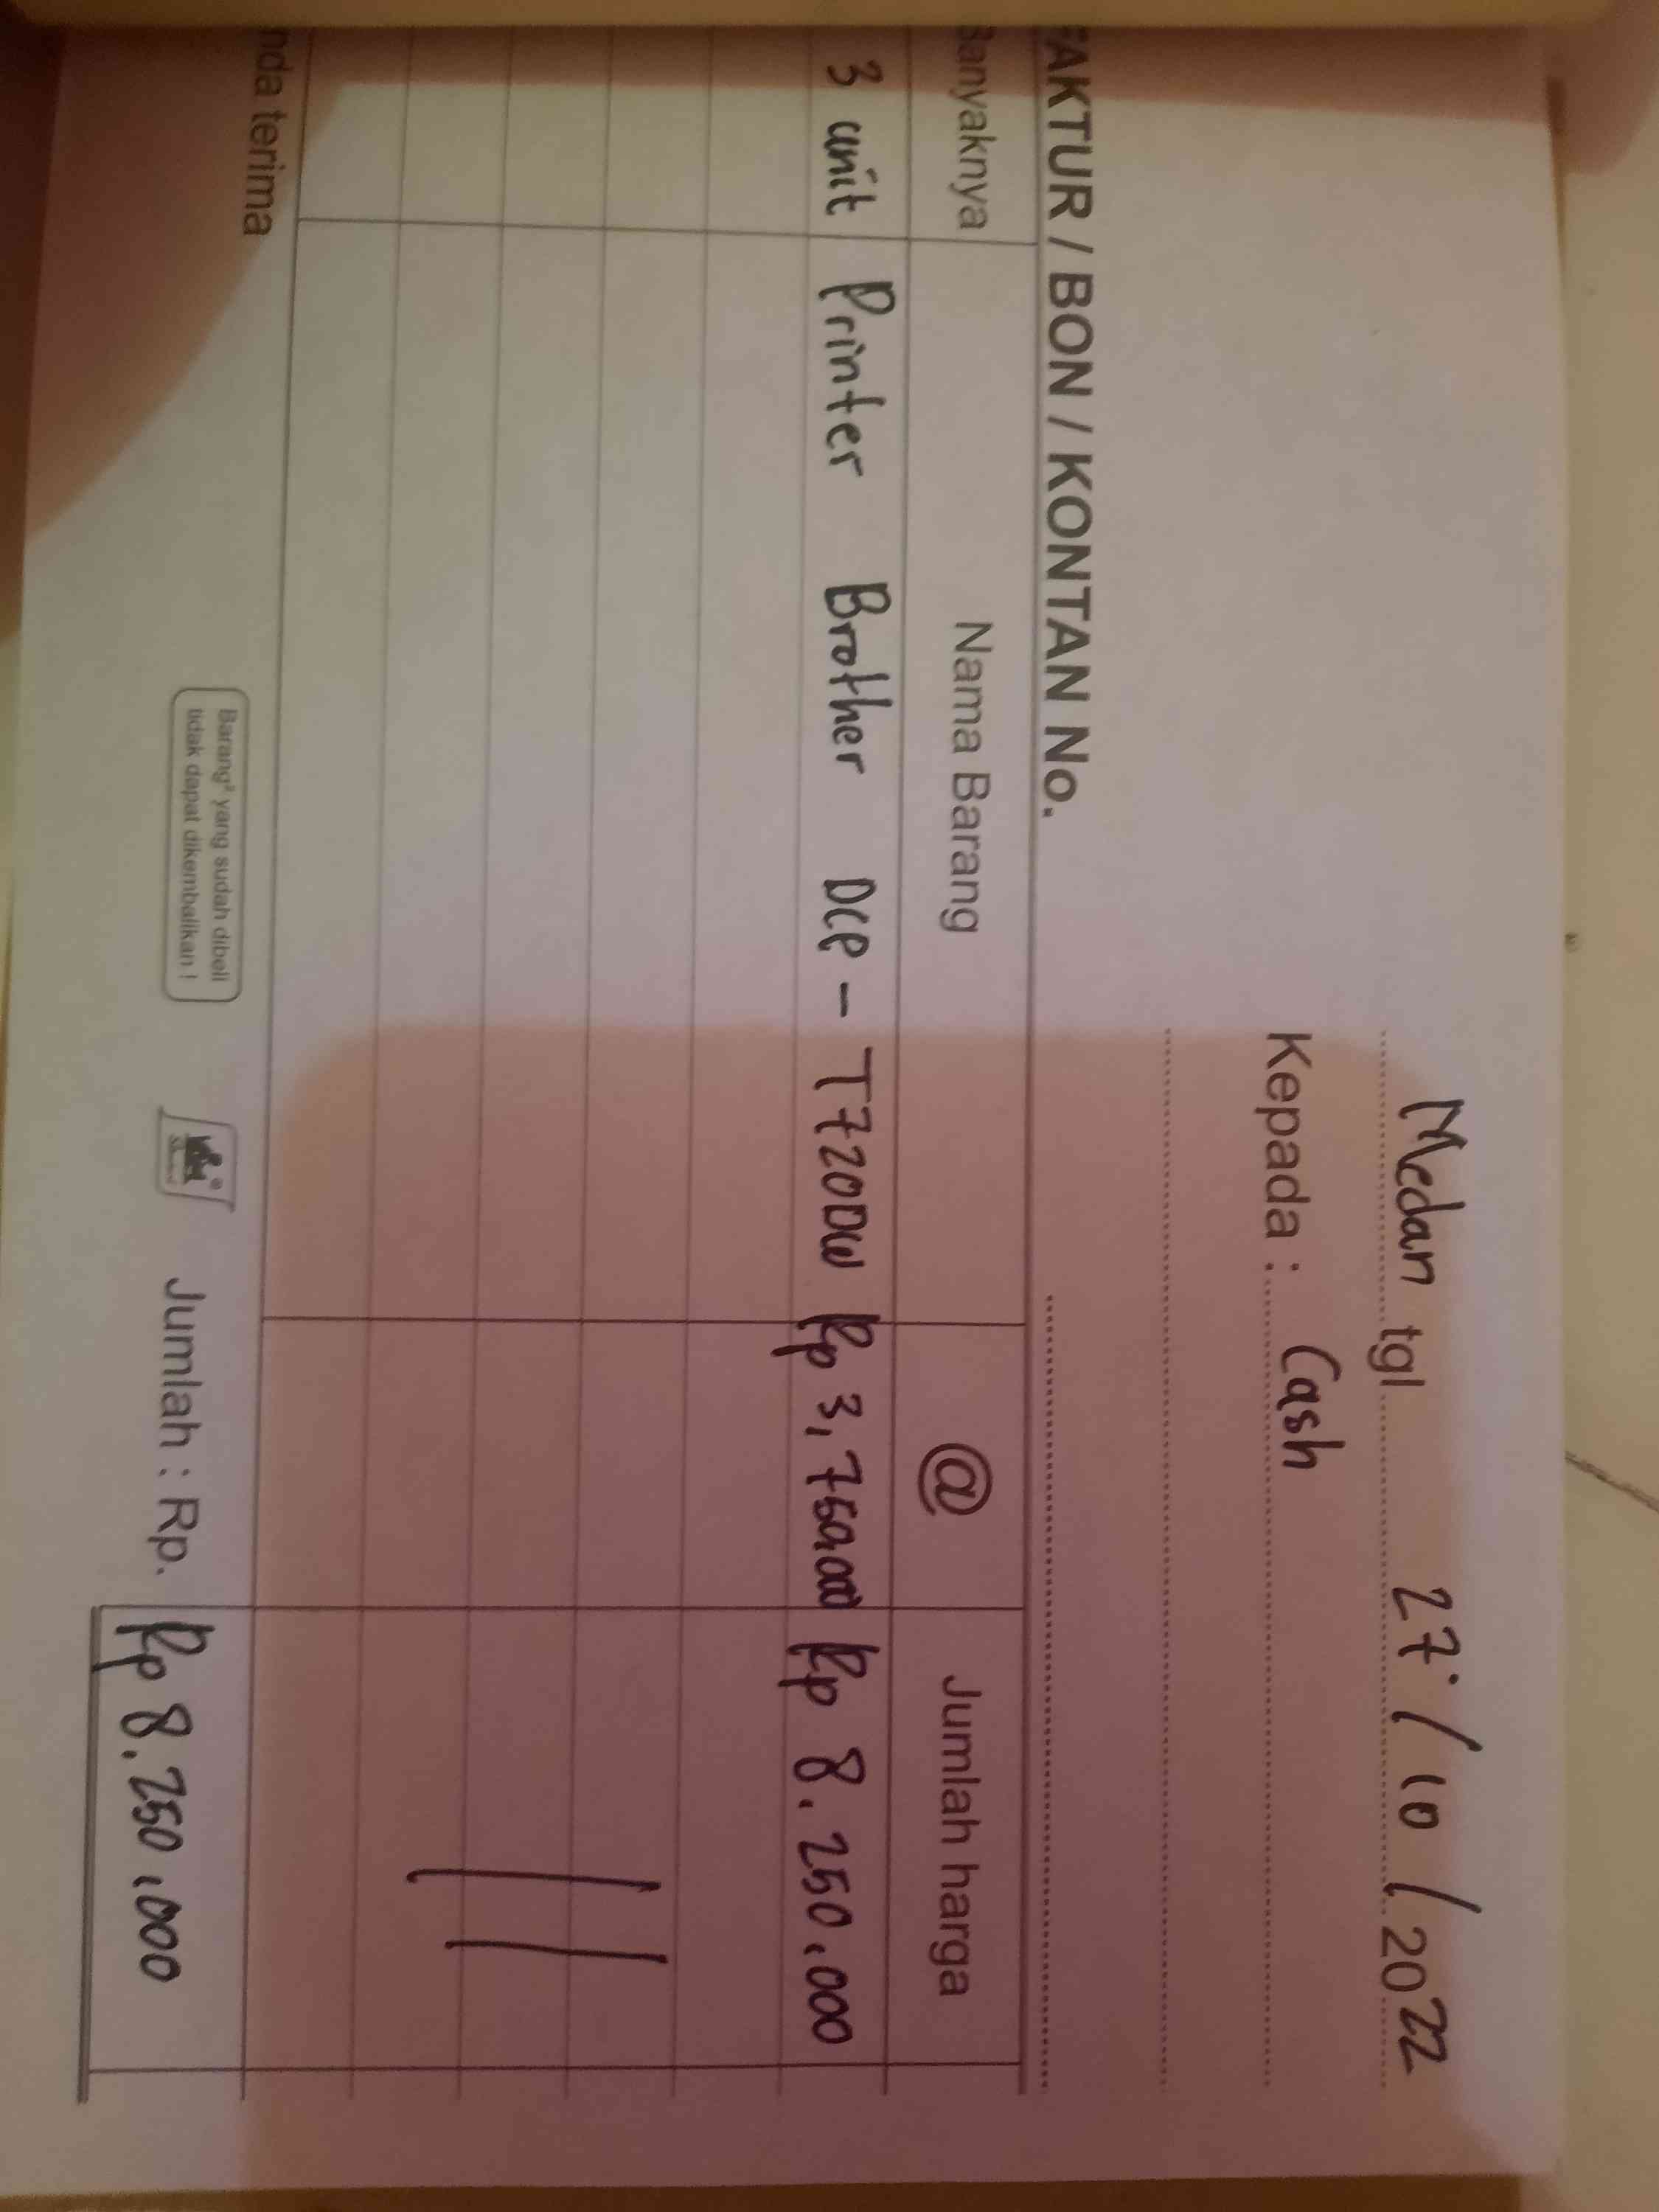 Medan tgl 27/10/2022
Kepada : Cash
FAKTUR / BON / KONTAN No.
Banyaknya Nama Barang @ Jumlah harga
3 unit Printer Brother DCP - T720DW Rp 3,750,000 Rp 8.250.000
nda terima
Barang² yang sudah dibeli
tidak dapat dikembalikan !
Jumlah : Rp. Rp 8.250.000